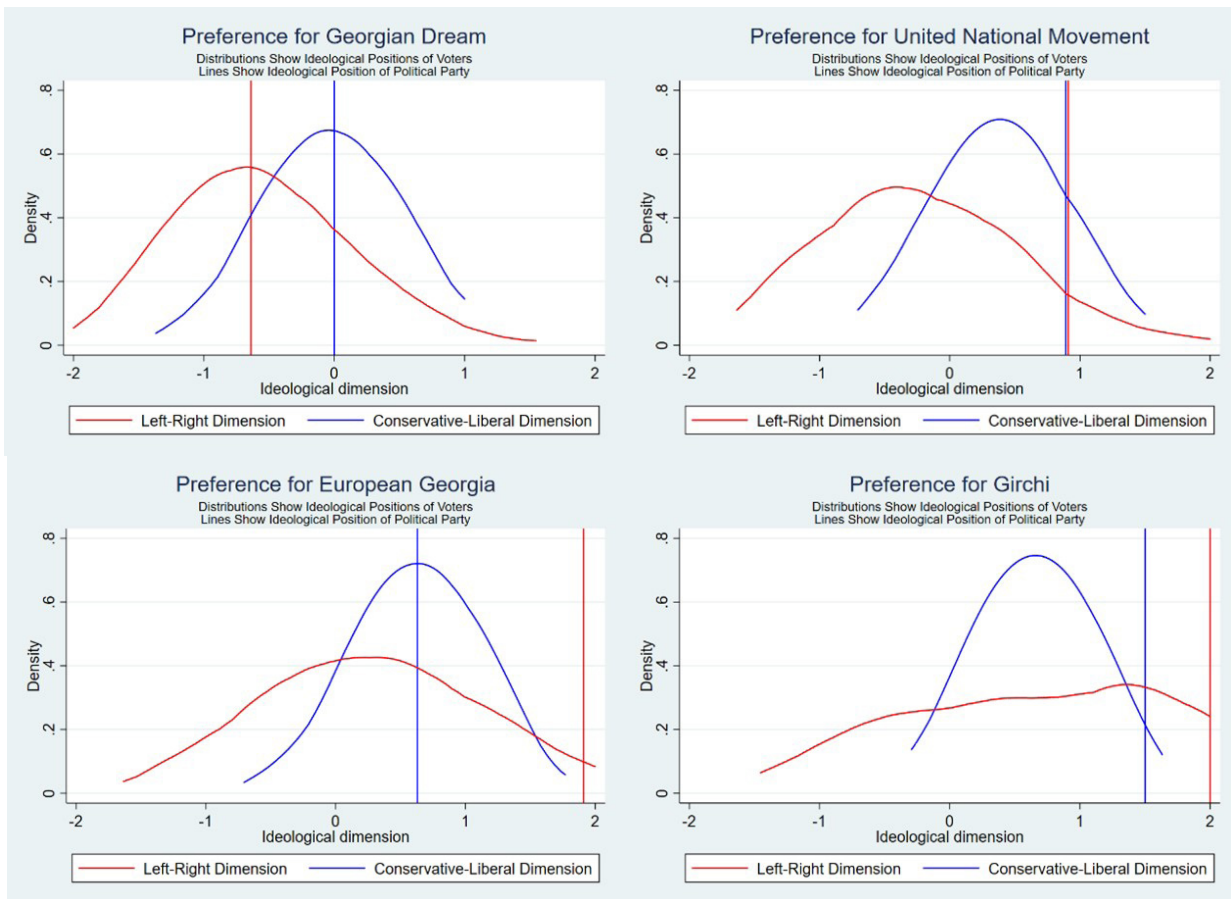 Preference for Georgian Dream
Distributions Show Ideological Positions of Voters
Lines Show Ideological Position of Political Party
Density
0 .2 .4 .6 .8
-2 -1 0 1 2
Ideological dimension
Left-Right Dimension Conservative-Liberal Dimension
Preference for United National Movement
Distributions Show Ideological Positions of Voters
Lines Show Ideological Position of Political Party
Density
0 .2 .4 .6 .8
-2 -1 0 1 2
Ideological dimension
Left-Right Dimension Conservative-Liberal Dimension
Preference for European Georgia
Distributions Show Ideological Positions of Voters
Lines Show Ideological Position of Political Party
Density
0 .2 .4 .6 .8
-2 -1 0 1 2
Ideological dimension
Left-Right Dimension Conservative-Liberal Dimension
Preference for Girchi
Distributions Show Ideological Positions of Voters
Lines Show Ideological Position of Political Party
Density
0 .2 .4 .6 .8
-2 -1 0 1 2
Ideological dimension
Left-Right Dimension Conservative-Liberal Dimension